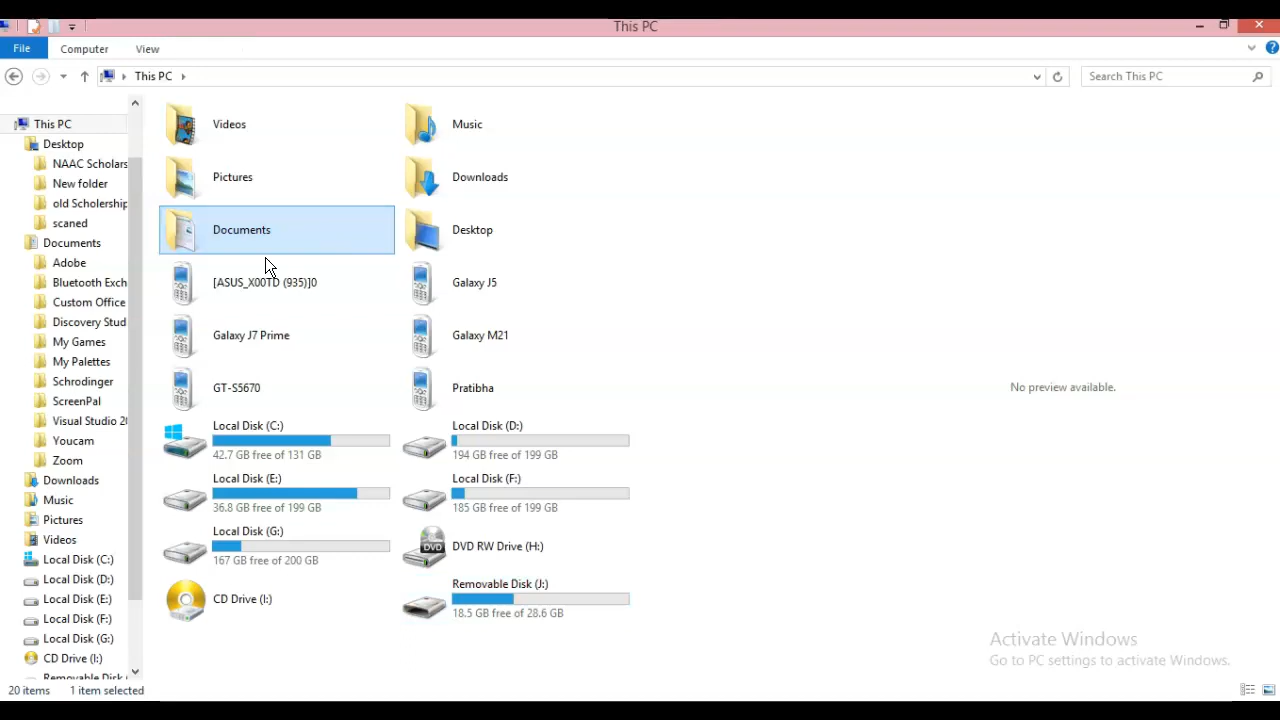 This PC
File Computer View
This PC
Search This PC
This PC
Desktop
NAAC Scholars
New folder
old Scholership
scaned
Documents
Adobe
Bluetooth Exch
Custom Office
Discovery Stud
My Games
My Palettes
Schrodinger
ScreenPal
Visual Studio 20
Youcam
Zoom
Downloads
Music
Pictures
Videos
Local Disk (C:)
Local Disk (D:)
Local Disk (E:)
Local Disk (F:)
Local Disk (G:)
CD Drive (I:)
Removable Disk (
Videos
Music
Pictures
Downloads
Documents
Desktop
[ASUS_X00TD (935)]0
Galaxy J5
Galaxy J7 Prime
Galaxy M21
GT-S5670
Pratibha
Local Disk (C:)
42.7 GB free of 131 GB
Local Disk (D:)
194 GB free of 199 GB
Local Disk (E:)
36.8 GB free of 199 GB
Local Disk (F:)
185 GB free of 199 GB
Local Disk (G:)
167 GB free of 200 GB
DVD
DVD RW Drive (H:)
CD Drive (I:)
Removable Disk (J:)
18.5 GB free of 28.6 GB
No preview available.
Activate Windows
Go to PC settings to activate Windows.
20 items 1 item selected